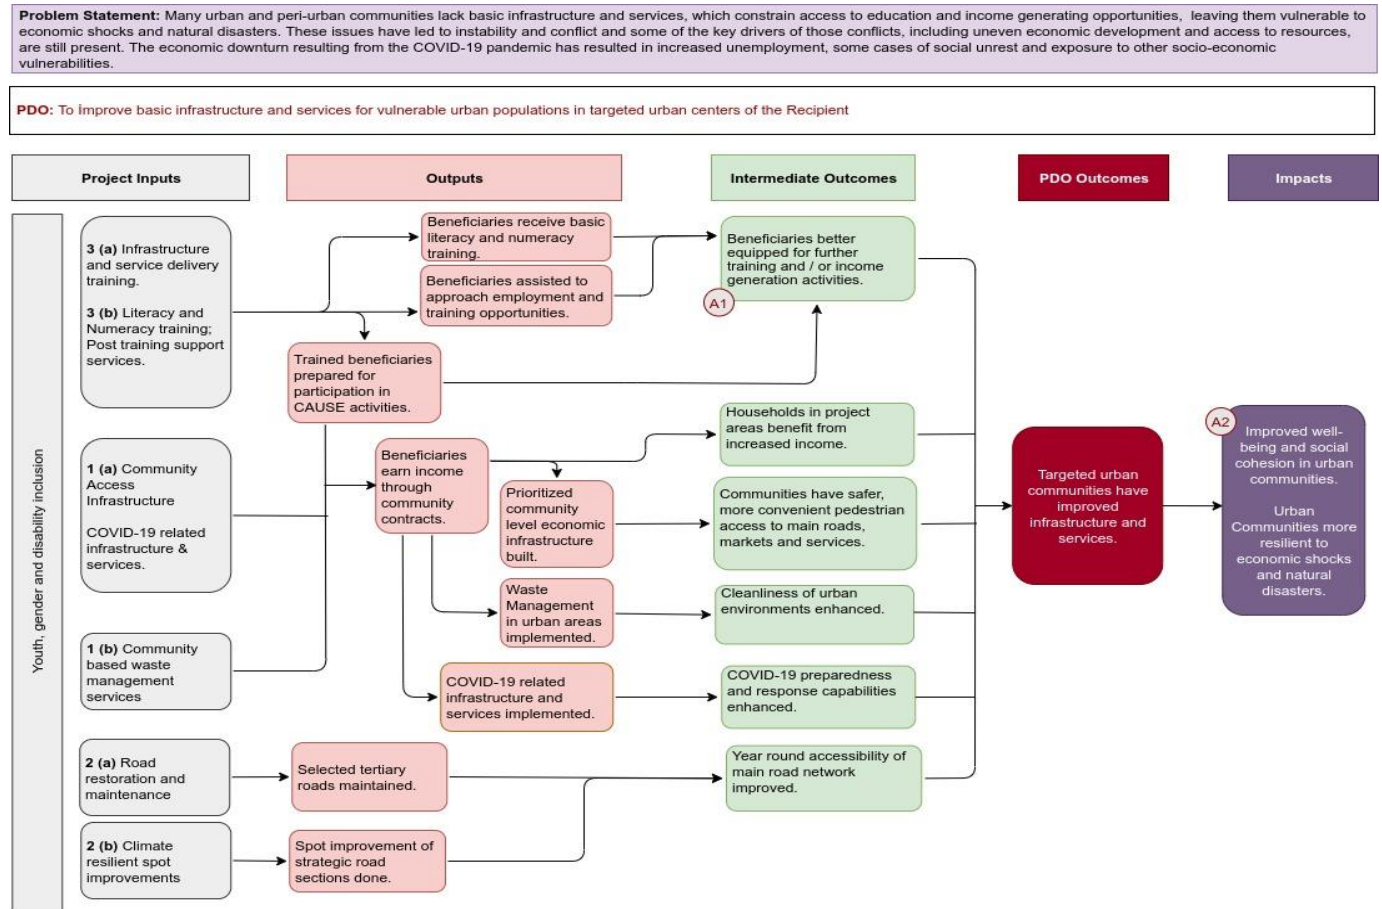 Problem Statement: Many urban and peri-urban communities lack basic infrastructure and services, which constrain access to education and income generating opportunities, leaving them vulnerable to
economic shocks and natural disasters. These issues have led to instability and conflict and some of the key drivers of those conflicts, including uneven economic development and access to resources,
are still present. The economic downturn resulting from the COVID-19 pandemic has resulted in increased unemployment, some cases of social unrest and exposure to other socio-economic
vulnerabilities.
PDO: To İmprove basic infrastructure and services for vulnerable urban populations in targeted urban centers of the Recipient
Project Inputs
Outputs
Intermediate Outcomes
PDO Outcomes
Impacts
Youth, gender and disability inclusion
3 (a) Infrastructure
and service delivery
training.
3 (b) Literacy and
Numeracy training;
Post training support
services.
1 (a) Community
Access
Infrastructure
COVID-19 related
infrastructure &
services.
1 (b) Community
based waste
management
services
2 (a) Road
restoration and
maintenance
2 (b) Climate
resilient spot
improvements
Beneficiaries receive basic
literacy and numeracy
training.
Beneficiaries assisted to
approach employment and
training opportunities.
Trained beneficiaries
prepared for
participation in
CAUSE activities.
Beneficiaries
earn income
through
community
contracts.
Prioritized
community
level economic
infrastructure
built.
Waste
Management
in urban areas
implemented.
COVID-19 related
infrastructure and
services implemented.
Selected tertiary
roads maintained.
Spot improvement of
strategic road
sections done.
Beneficiaries better
equipped for further
training and / or income
generation activities.
A1
Households in project
areas benefit from
increased income.
Communities have safer,
more convenient pedestrian
access to main roads,
markets and services.
Cleanliness of urban
environments enhanced.
COVID-19 preparedness
and response capabilities
enhanced.
Year round accessibility of
main road network
improved.
Targeted urban
communities have
improved
infrastructure and
services.
A2
Improved well-
being and social
cohesion in urban
communities.
Urban
Communities more
resilient to
economic shocks
and natural
disasters.